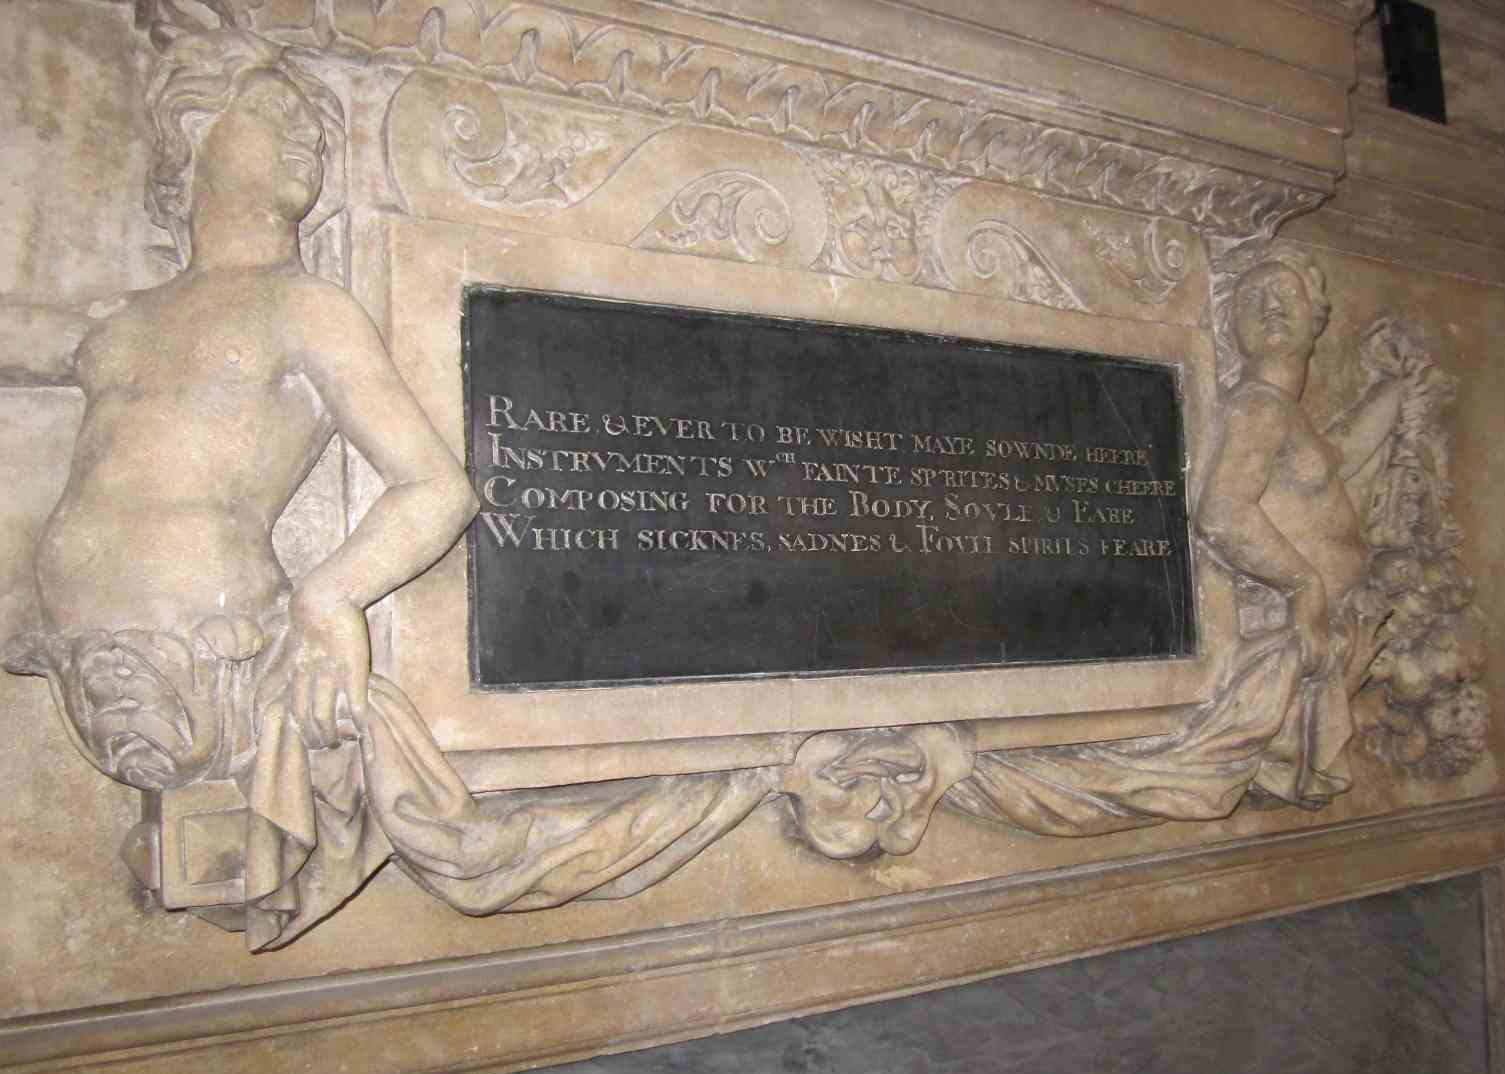 RARE & EVER TO BE WISHT MAYE SOWNDE HEERE
INSTRVMENTS Wᶜᴴ FAINTE SPRITES & MVSES CHEERE
COMPOSING FOR THE BODY, SOVLE & EARE
WHICH SICKNES, SADNES & FOVLE SPIRITS FEARE